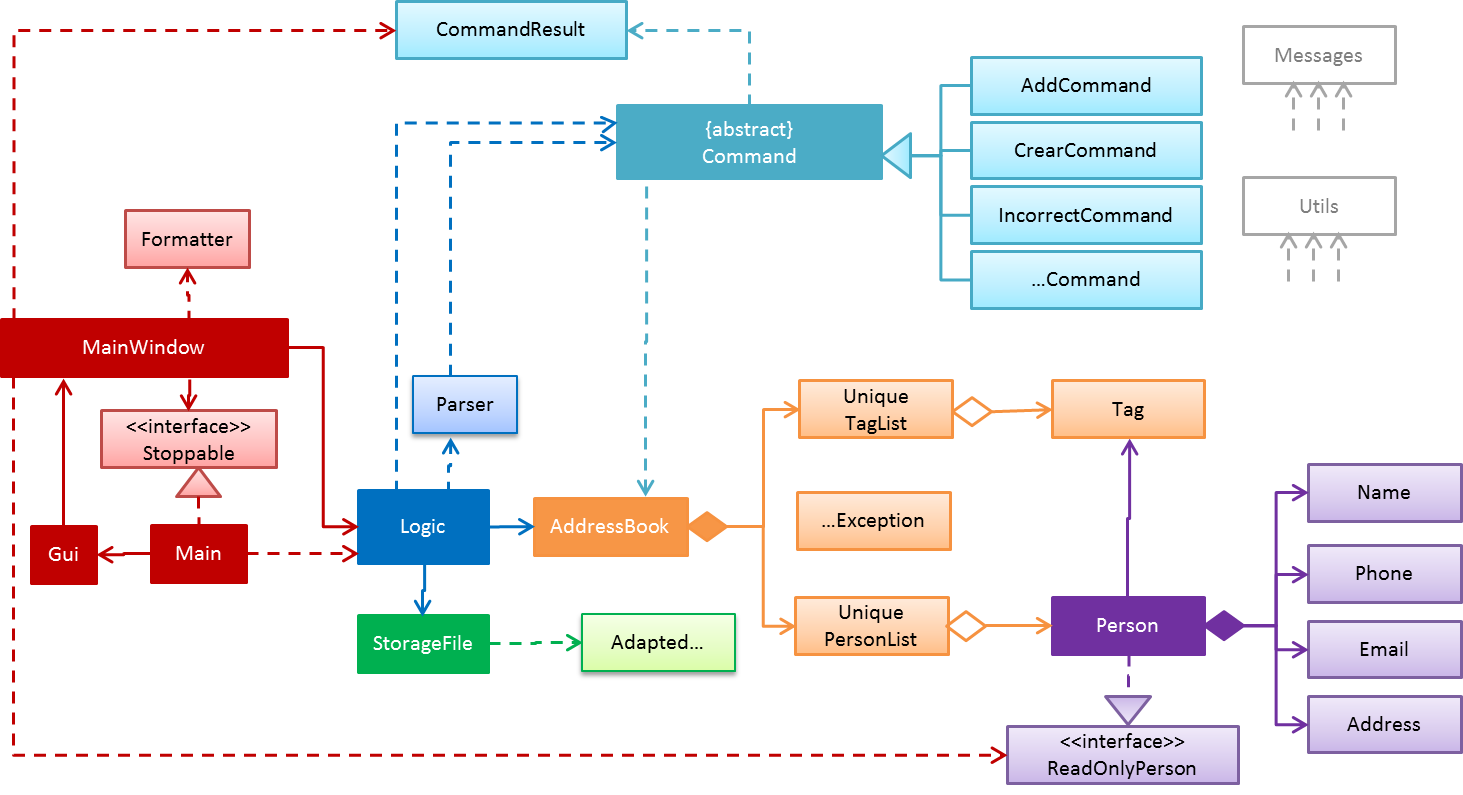 CommandResult
Messages
AddCommand
{abstract}
Command
CrearCommand
IncorrectCommand
Utils
Formatter
...Command
MainWindow
Parser
Unique
TagList
Tag
<<interface>>
Stoppable
Name
Logic
AddressBook
...Exception
Gui
Main
Phone
Unique
PersonList
Person
StorageFile
Adapted...
Email
Address
<<interface>>
ReadOnlyPerson